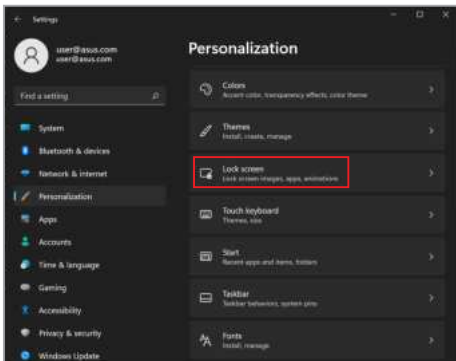 Settings
user@asus.com
user@asus.com
Find a setting
System
Bluetooth & devices
Network & internet
Personalization
Apps
Accounts
Time & language
Gaming
Accessibility
Privacy & security
Windows Update
Personalization
Colors
Accent color, transparency effects, color theme
Themes
Install, create, manage
Lock screen
Lock screen images, apps, animations
Touch keyboard
Themes, size
Start
Recent apps and items, folders
Taskbar
Taskbar behaviors, system pins
Fonts
Install, manage